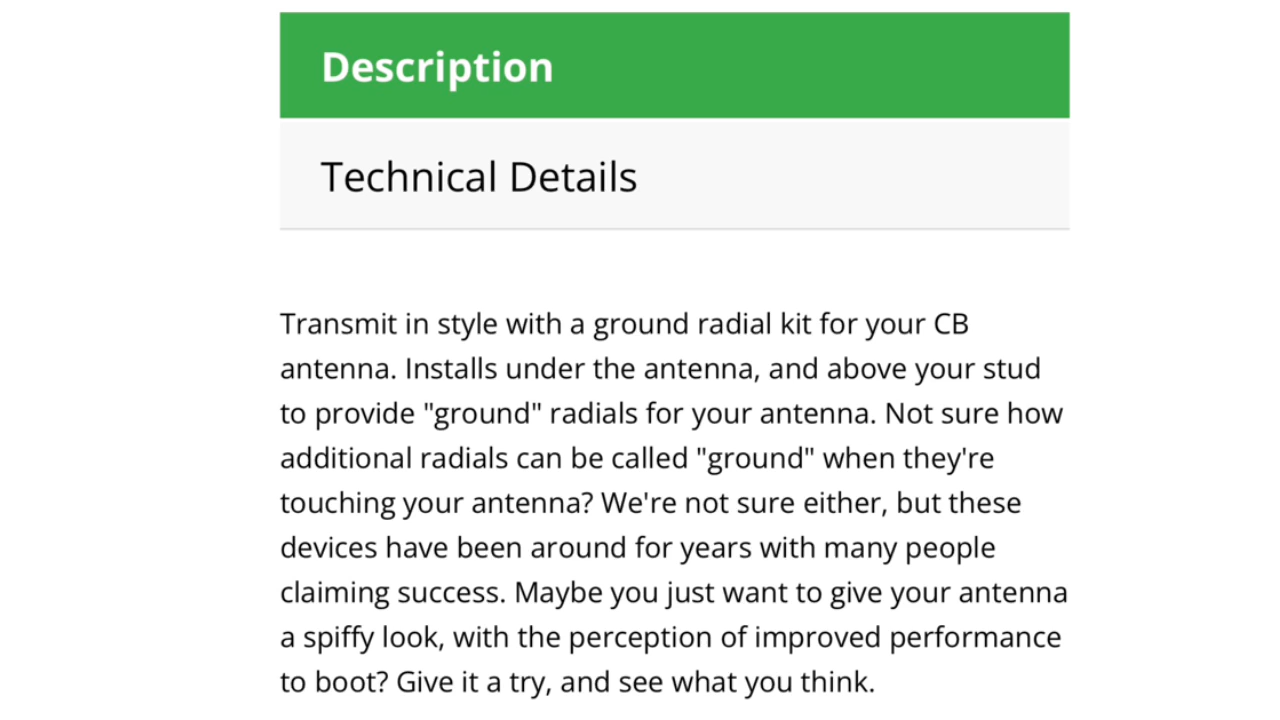 Description
Technical Details
Transmit in style with a ground radial kit for your CB
antenna. Installs under the antenna, and above your stud
to provide "ground" radials for your antenna. Not sure how
additional radials can be called "ground" when they're
touching your antenna? We're not sure either, but these
devices have been around for years with many people
claiming success. Maybe you just want to give your antenna
a spiffy look, with the perception of improved performance
to boot? Give it a try, and see what you think.